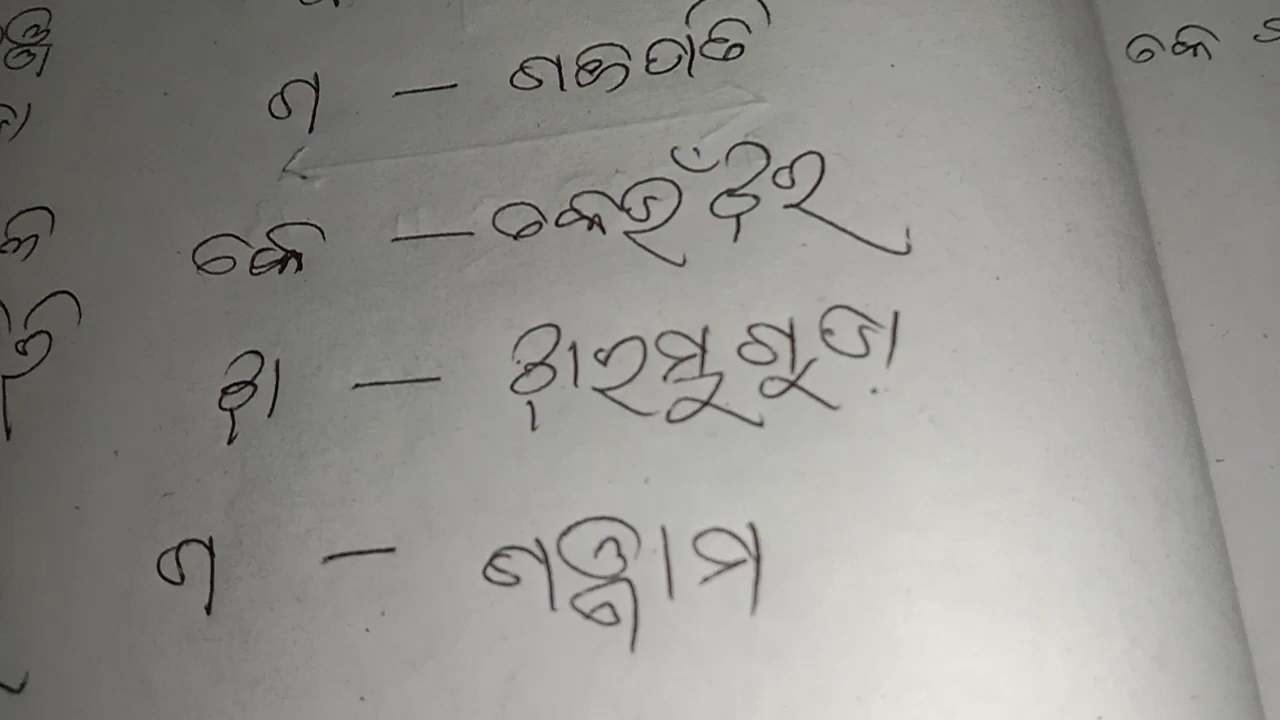 ଗ — ଗଜପତି
କେ — କେଉଁଝର
ଝା — ଝାରସୁଗୁଡ଼ା
ଗ — ଗଞ୍ଜାମ